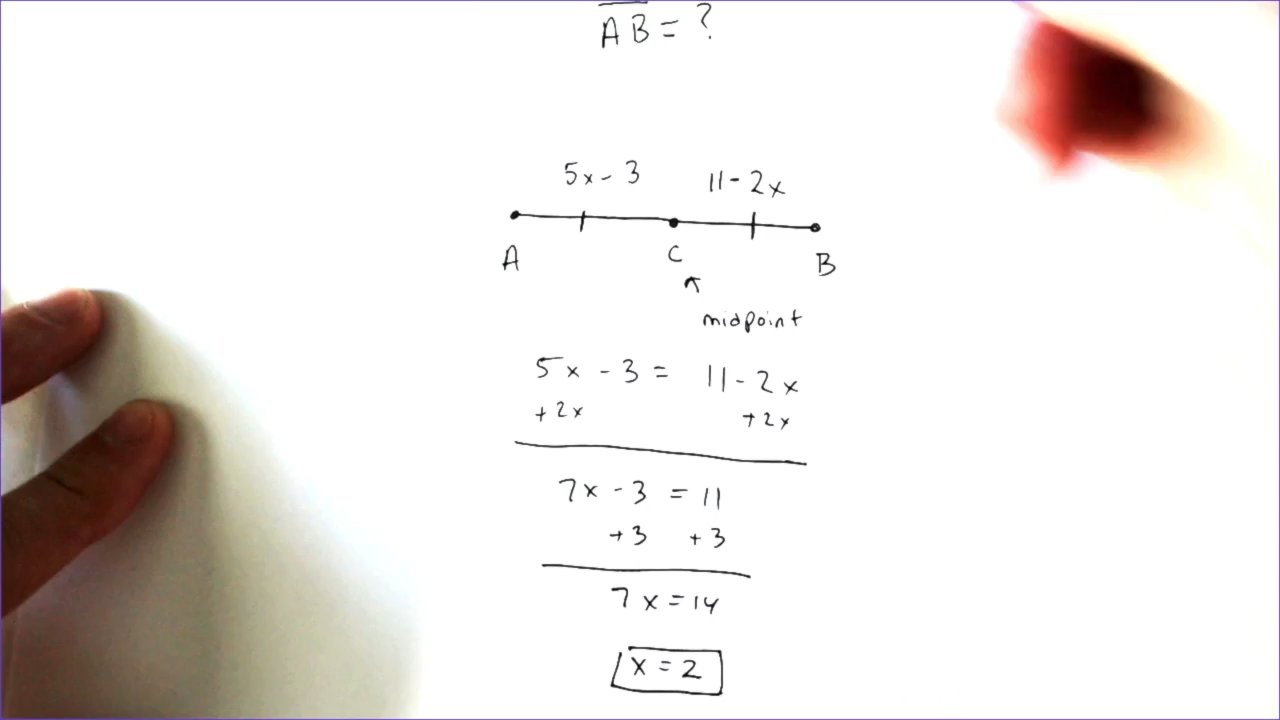 AB = ?
5x - 3 11 - 2x
A C B
midpoint
5x - 3 = 11 - 2x
+ 2x + 2x
7x - 3 = 11
+3 +3
7x = 14
x = 2